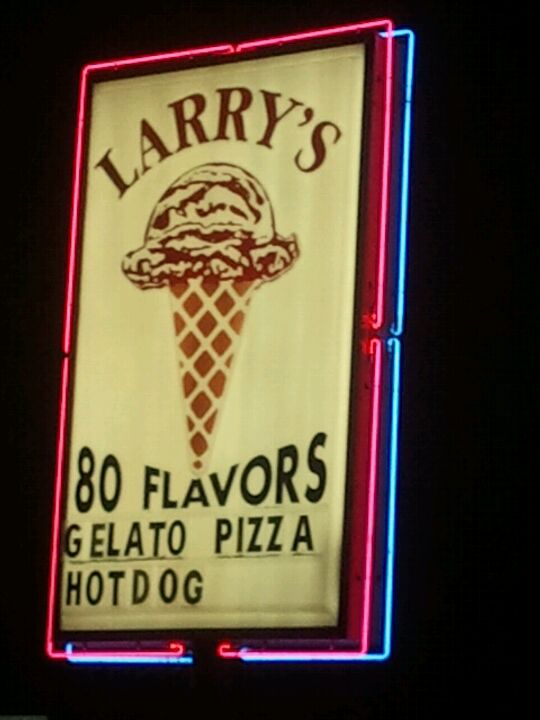 LARRY'S
80 FLAVORS
GELATO PIZZA
HOTDOG